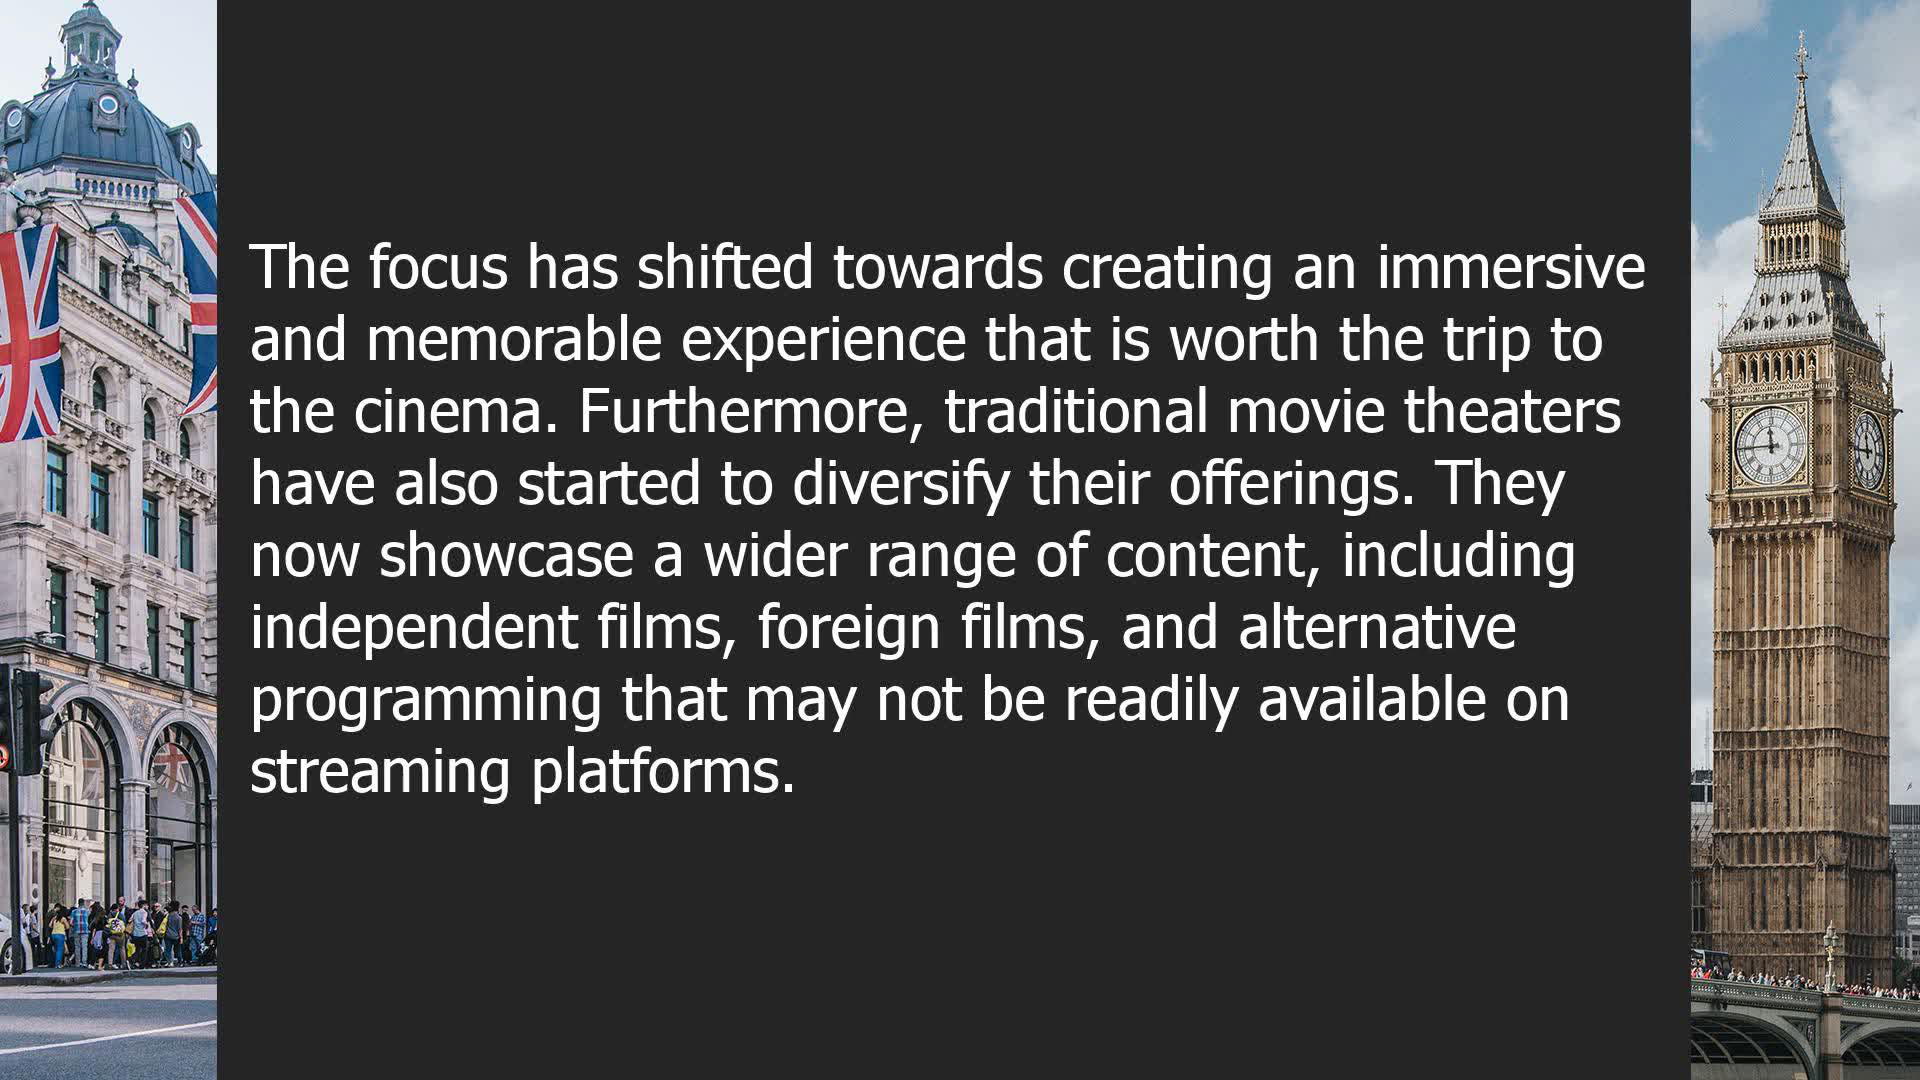 The focus has shifted towards creating an immersive
and memorable experience that is worth the trip to
the cinema. Furthermore, traditional movie theaters
have also started to diversify their offerings. They
now showcase a wider range of content, including
independent films, foreign films, and alternative
programming that may not be readily available on
streaming platforms.